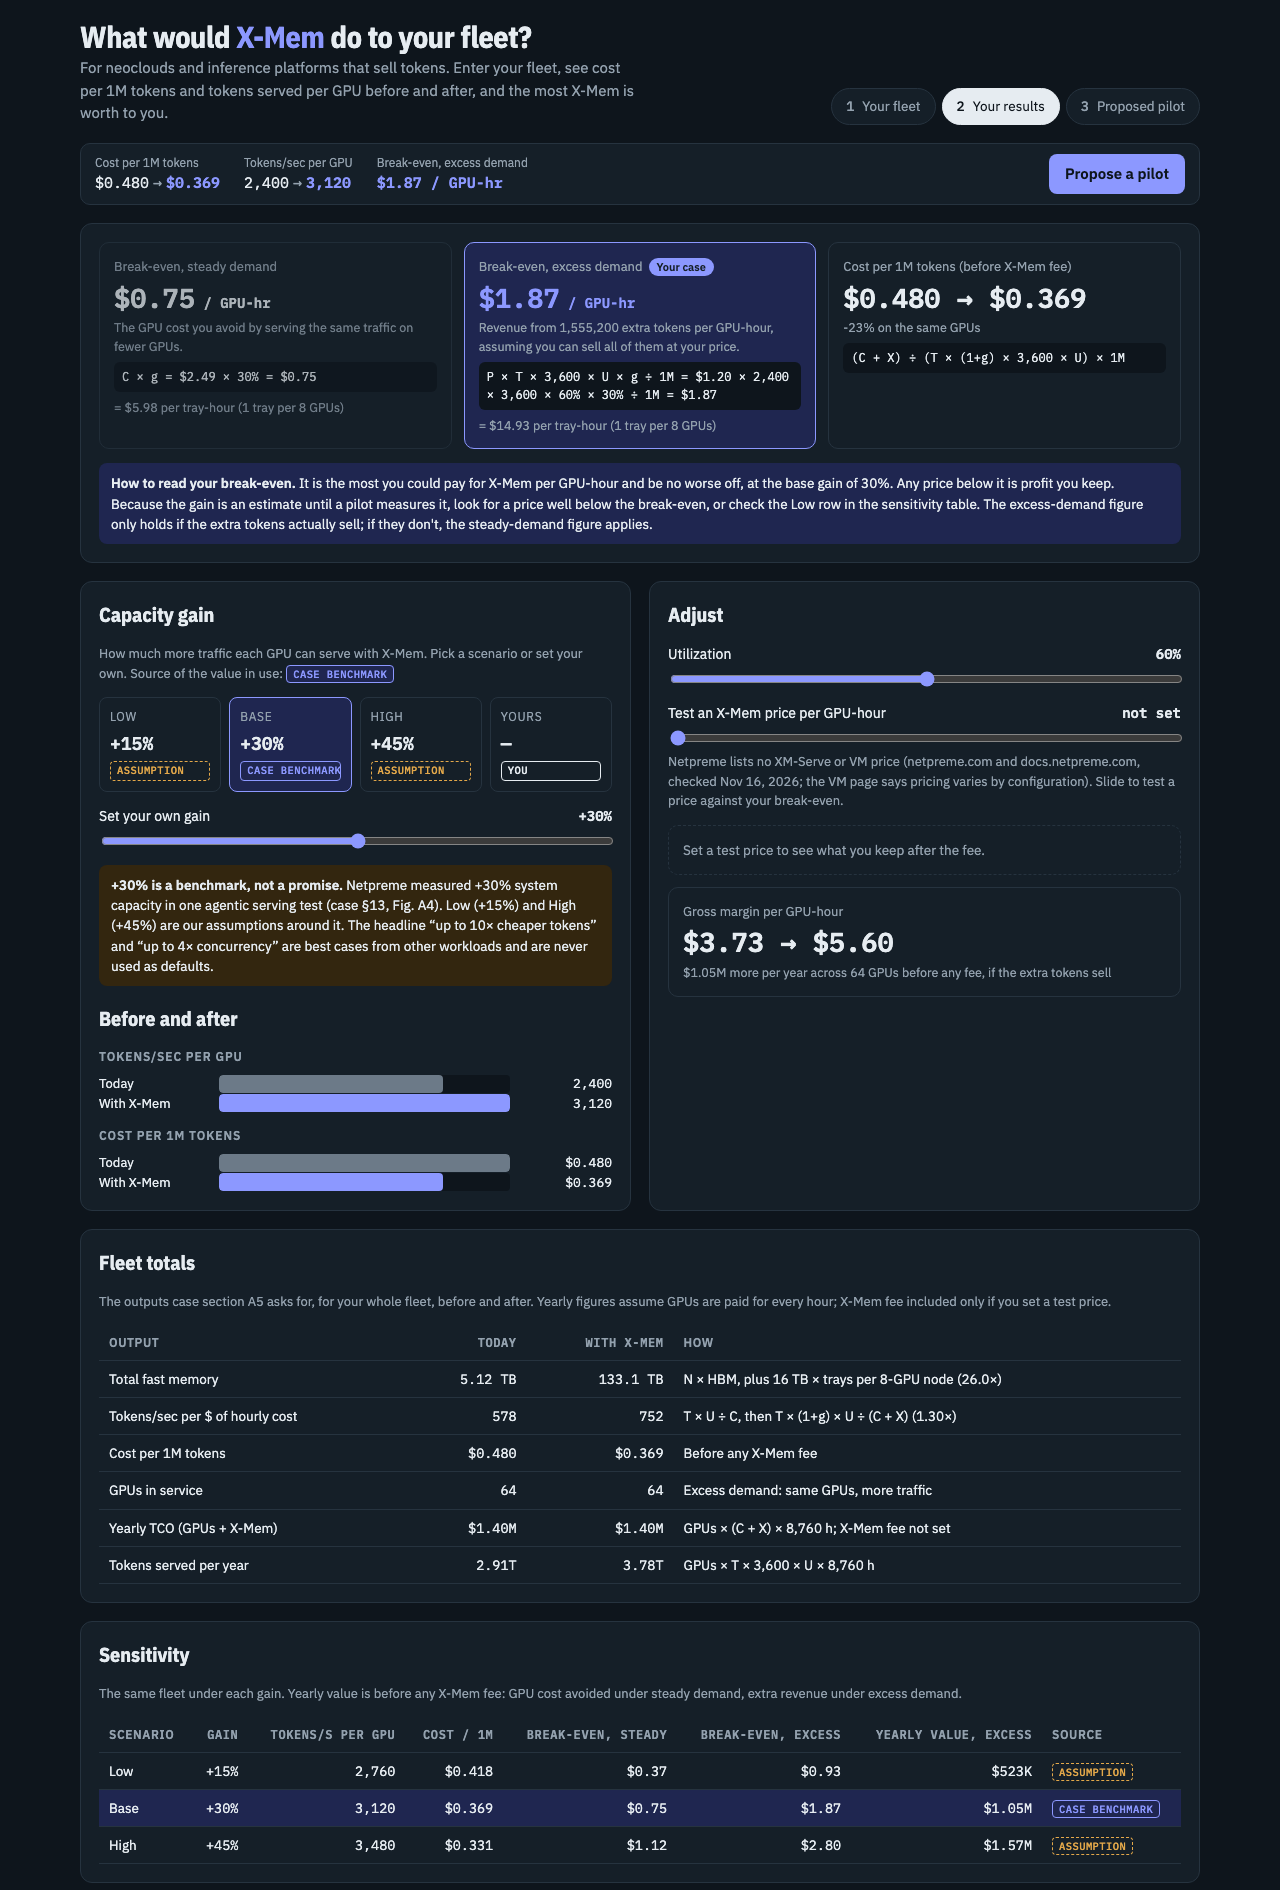 What would X-Mem do to your fleet?
For neoclouds and inference platforms that sell tokens. Enter your fleet, see cost
per 1M tokens and tokens served per GPU before and after, and the most X-Mem is
worth to you.
1 Your fleet
2 Your results
3 Proposed pilot
Cost per 1M tokens
$0.480 → $0.369
Tokens/sec per GPU
2,400 → 3,120
Break-even, excess demand
$1.87 / GPU-hr
Propose a pilot
Break-even, steady demand
$0.75 / GPU-hr
The GPU cost you avoid by serving the same traffic on
fewer GPUs.
C × g = $2.49 × 30% = $0.75
= $5.98 per tray-hour (1 tray per 8 GPUs)
Break-even, excess demand Your case
$1.87 / GPU-hr
Revenue from 1,555,200 extra tokens per GPU-hour,
assuming you can sell all of them at your price.
P × T × 3,600 × U × g ÷ 1M = $1.20 × 2,400
× 3,600 × 60% × 30% ÷ 1M = $1.87
= $14.93 per tray-hour (1 tray per 8 GPUs)
Cost per 1M tokens (before X-Mem fee)
$0.480 → $0.369
-23% on the same GPUs
(C + X) ÷ (T × (1+g) × 3,600 × U) × 1M
How to read your break-even. It is the most you could pay for X-Mem per GPU-hour and be no worse off, at the base gain of 30%. Any price below it is profit you keep.
Because the gain is an estimate until a pilot measures it, look for a price well below the break-even, or check the Low row in the sensitivity table. The excess-demand figure
only holds if the extra tokens actually sell; if they don't, the steady-demand figure applies.
Capacity gain
How much more traffic each GPU can serve with X-Mem. Pick a scenario or set your
own. Source of the value in use: CASE BENCHMARK
LOW
+15%
ASSUMPTION
BASE
+30%
CASE BENCHMARK
HIGH
+45%
ASSUMPTION
YOURS
—
YOU
Set your own gain +30%
+30% is a benchmark, not a promise. Netpreme measured +30% system
capacity in one agentic serving test (case §13, Fig. A4). Low (+15%) and High
(+45%) are our assumptions around it. The headline “up to 10× cheaper tokens”
and “up to 4× concurrency” are best cases from other workloads and are never
used as defaults.
Before and after
TOKENS/SEC PER GPU
Today 2,400
With X-Mem 3,120
COST PER 1M TOKENS
Today $0.480
With X-Mem $0.369
Adjust
Utilization 60%
Test an X-Mem price per GPU-hour not set
Netpreme lists no XM-Serve or VM price (netpreme.com and docs.netpreme.com,
checked Nov 16, 2026; the VM page says pricing varies by configuration). Slide to test a
price against your break-even.
Set a test price to see what you keep after the fee.
Gross margin per GPU-hour
$3.73 → $5.60
$1.05M more per year across 64 GPUs before any fee, if the extra tokens sell
Fleet totals
The outputs case section A5 asks for, for your whole fleet, before and after. Yearly figures assume GPUs are paid for every hour; X-Mem fee included only if you set a test price.
OUTPUT TODAY WITH X-MEM HOW
Total fast memory 5.12 TB 133.1 TB N × HBM, plus 16 TB × trays per 8-GPU node (26.0×)
Tokens/sec per $ of hourly cost 578 752 T × U ÷ C, then T × (1+g) × U ÷ (C + X) (1.30×)
Cost per 1M tokens $0.480 $0.369 Before any X-Mem fee
GPUs in service 64 64 Excess demand: same GPUs, more traffic
Yearly TCO (GPUs + X-Mem) $1.40M $1.40M GPUs × (C + X) × 8,760 h; X-Mem fee not set
Tokens served per year 2.91T 3.78T GPUs × T × 3,600 × U × 8,760 h
Sensitivity
The same fleet under each gain. Yearly value is before any X-Mem fee: GPU cost avoided under steady demand, extra revenue under excess demand.
SCENARIO GAIN TOKENS/S PER GPU COST / 1M BREAK-EVEN, STEADY BREAK-EVEN, EXCESS YEARLY VALUE, EXCESS SOURCE
Low +15% 2,760 $0.418 $0.37 $0.93 $523K ASSUMPTION
Base +30% 3,120 $0.369 $0.75 $1.87 $1.05M CASE BENCHMARK
High +45% 3,480 $0.331 $1.12 $2.80 $1.57M ASSUMPTION